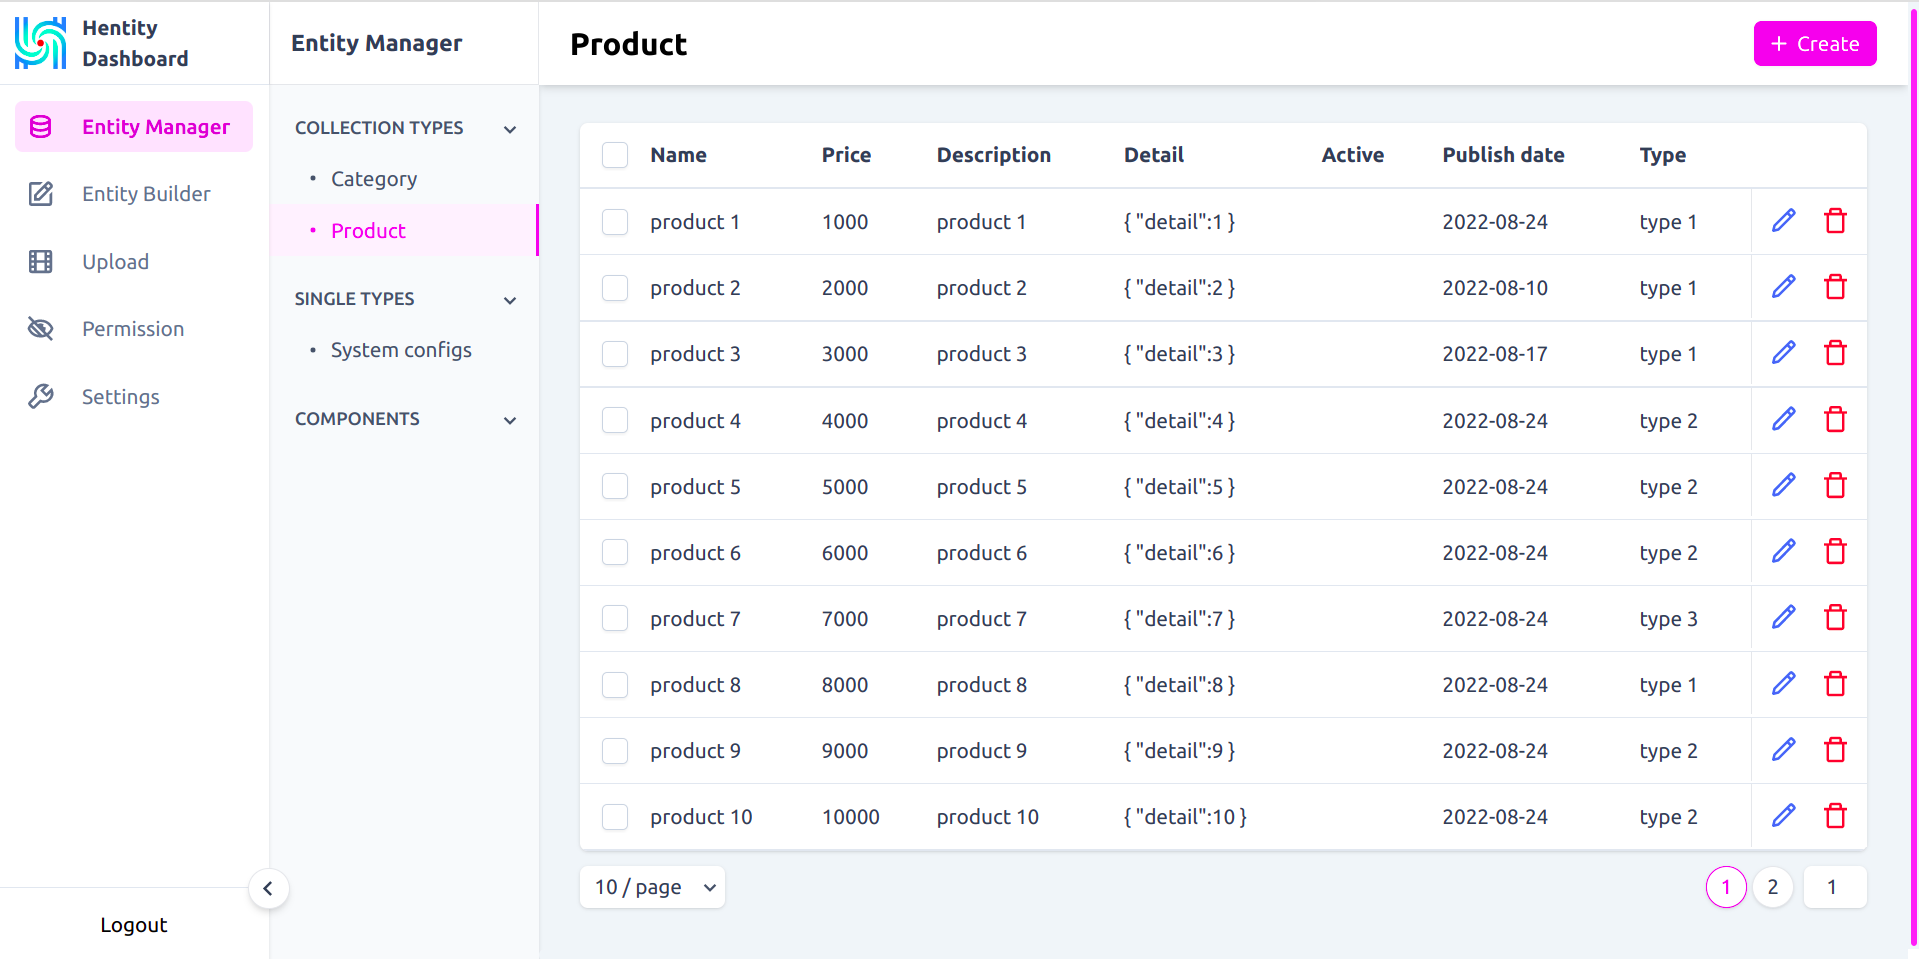 Hentity
Dashboard
Entity Manager
Entity Builder
Upload
Permission
Settings
Logout
Entity Manager
COLLECTION TYPES
• Category
• Product
SINGLE TYPES
• System configs
COMPONENTS
Product
+ Create
Name Price Description Detail Active Publish date Type
product 1 1000 product 1 { "detail":1 } 2022-08-24 type 1
product 2 2000 product 2 { "detail":2 } 2022-08-10 type 1
product 3 3000 product 3 { "detail":3 } 2022-08-17 type 1
product 4 4000 product 4 { "detail":4 } 2022-08-24 type 2
product 5 5000 product 5 { "detail":5 } 2022-08-24 type 2
product 6 6000 product 6 { "detail":6 } 2022-08-24 type 2
product 7 7000 product 7 { "detail":7 } 2022-08-24 type 3
product 8 8000 product 8 { "detail":8 } 2022-08-24 type 1
product 9 9000 product 9 { "detail":9 } 2022-08-24 type 2
product 10 10000 product 10 { "detail":10 } 2022-08-24 type 2
10 / page 1 2 1